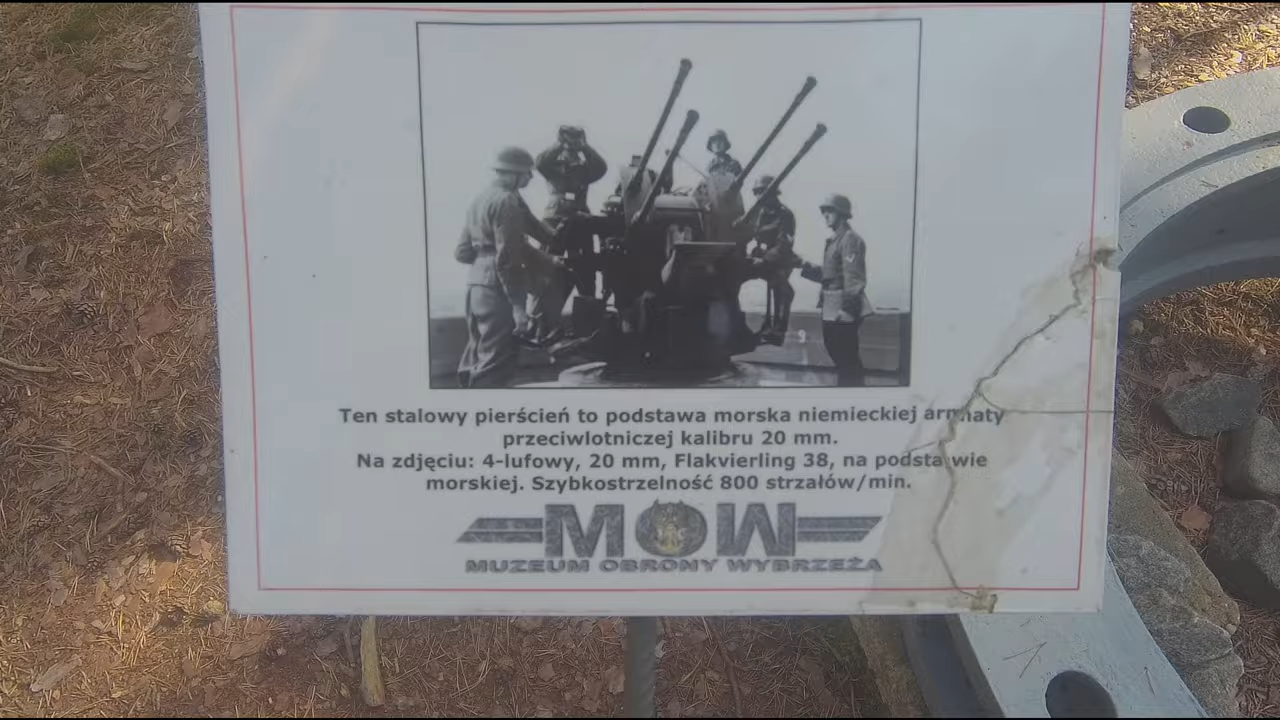 Ten stalowy pierścień to podstawa morska niemieckiej armaty
przeciwlotniczej kalibru 20 mm.
Na zdjęciu: 4-lufowy, 20 mm, Flakvierling 38, na podstawie
morskiej. Szybkostrzelność 800 strzałów/min.
MOW
MUZEUM OBRONY WYBRZEŻA